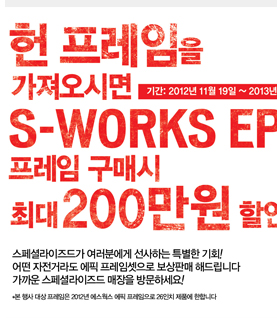 헌 프레임을
가져오시면
기간: 2012년 11월 19일 ~ 2013년
S-WORKS EP
프레임 구매시
최대 200만원 할인
스페셜라이즈드가 여러분에게 선사하는 특별한 기회!
어떤 자전거라도 에픽 프레임셋으로 보상판매 해드립니다
가까운 스페셜라이즈드 매장을 방문하세요!
*본 행사 대상 프레임은 2012년 에스웍스 에픽 프레임으로 26인치 제품에 한합니다